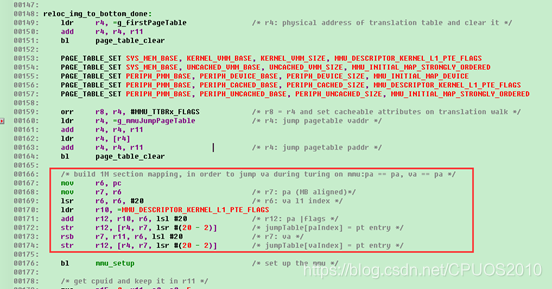 00147:
00148: reloc_img_to_bottom_done:
00149: ldr r4, =g_firstPageTable /* r4: physical address of translation table and clear it */
00150: add r4, r4, r11
00151: bl page_table_clear
00152:
00153: PAGE_TABLE_SET SYS_MEM_BASE, KERNEL_VMM_BASE, KERNEL_VMM_SIZE, MMU_DESCRIPTOR_KERNEL_L1_PTE_FLAGS
00154: PAGE_TABLE_SET SYS_MEM_BASE, UNCACHED_VMM_BASE, UNCACHED_VMM_SIZE, MMU_INITIAL_MAP_STRONGLY_ORDERED
00155: PAGE_TABLE_SET PERIPH_PMM_BASE, PERIPH_DEVICE_BASE, PERIPH_DEVICE_SIZE, MMU_INITIAL_MAP_DEVICE
00156: PAGE_TABLE_SET PERIPH_PMM_BASE, PERIPH_CACHED_BASE, PERIPH_CACHED_SIZE, MMU_DESCRIPTOR_KERNEL_L1_PTE_FLAGS
00157: PAGE_TABLE_SET PERIPH_PMM_BASE, PERIPH_UNCACHED_BASE, PERIPH_UNCACHED_SIZE, MMU_INITIAL_MAP_STRONGLY_ORDERED
00158:
00159: orr r8, r4, #MMU_TTBRx_FLAGS /* r8 = r4 and set cacheable attributes on translation walk */
00160: ldr r4, =g_mmuJumpPageTable /* r4: jump pagetable vaddr */
00161: add r4, r4, r11
00162: ldr r4, [r4]
00163: add r4, r4, r11 /* r4: jump pagetable paddr */
00164: bl page_table_clear
00165:
00166: /* build 1M section mapping, in order to jump va during turing on mmu:pa == pa, va == pa */
00167: mov r6, pc
00168: mov r7, r6 /* r7: pa (MB aligned)*/
00169: lsr r6, r6, #20 /* r6: va l1 index */
00170: ldr r10, =MMU_DESCRIPTOR_KERNEL_L1_PTE_FLAGS
00171: add r12, r10, r6, lsl #20 /* r12: pa |flags */
00172: str r12, [r4, r7, lsr #(20 - 2)] /* jumpTable[paIndex] = pt entry */
00173: rsb r7, r11, r6, lsl #20 /* r7: va */
00174: str r12, [r4, r7, lsr #(20 - 2)] /* jumpTable[vaIndex] = pt entry */
00175:
00176: bl mmu_setup /* set up the mmu */
00177:
00178: /* get cpuid and keep it in r11 */
https://blog.csdn.net/CPUOS2010